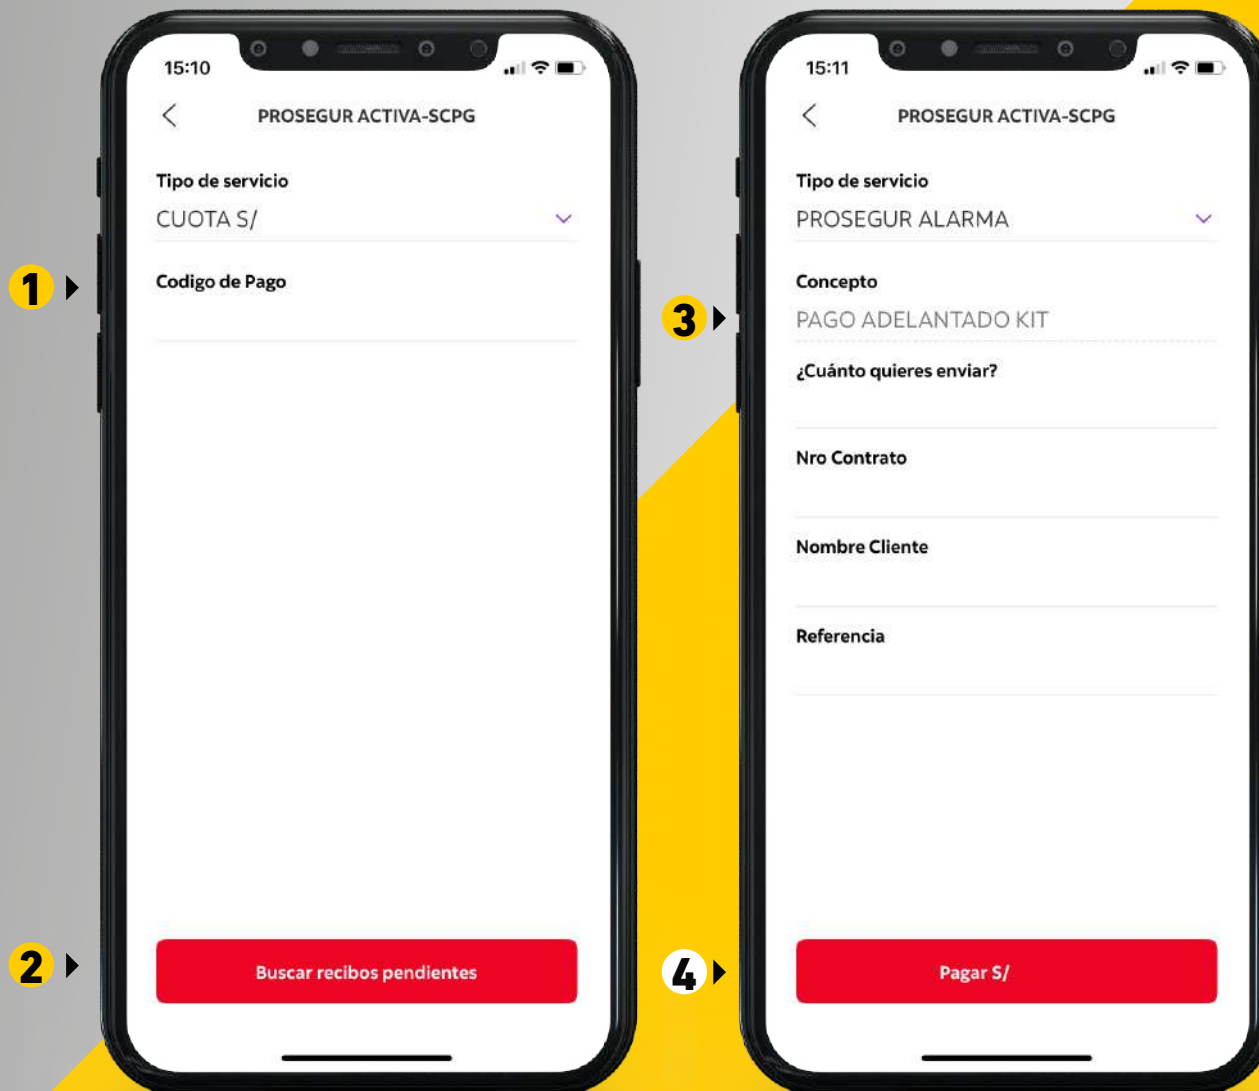 15:10
PROSEGUR ACTIVA-SCPG
Tipo de servicio
CUOTA S/
1
Codigo de Pago
2
Buscar recibos pendientes
15:11
PROSEGUR ACTIVA-SCPG
Tipo de servicio
PROSEGUR ALARMA
Concepto
3
PAGO ADELANTADO KIT
¿Cuánto quieres enviar?
Nro Contrato
Nombre Cliente
Referencia
4
Pagar S/